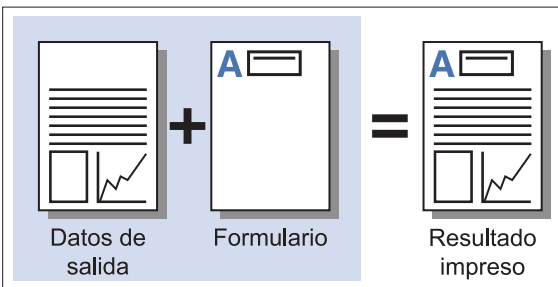 A
+
A
=
A
Datos de salida
Formulario
Resultado impreso